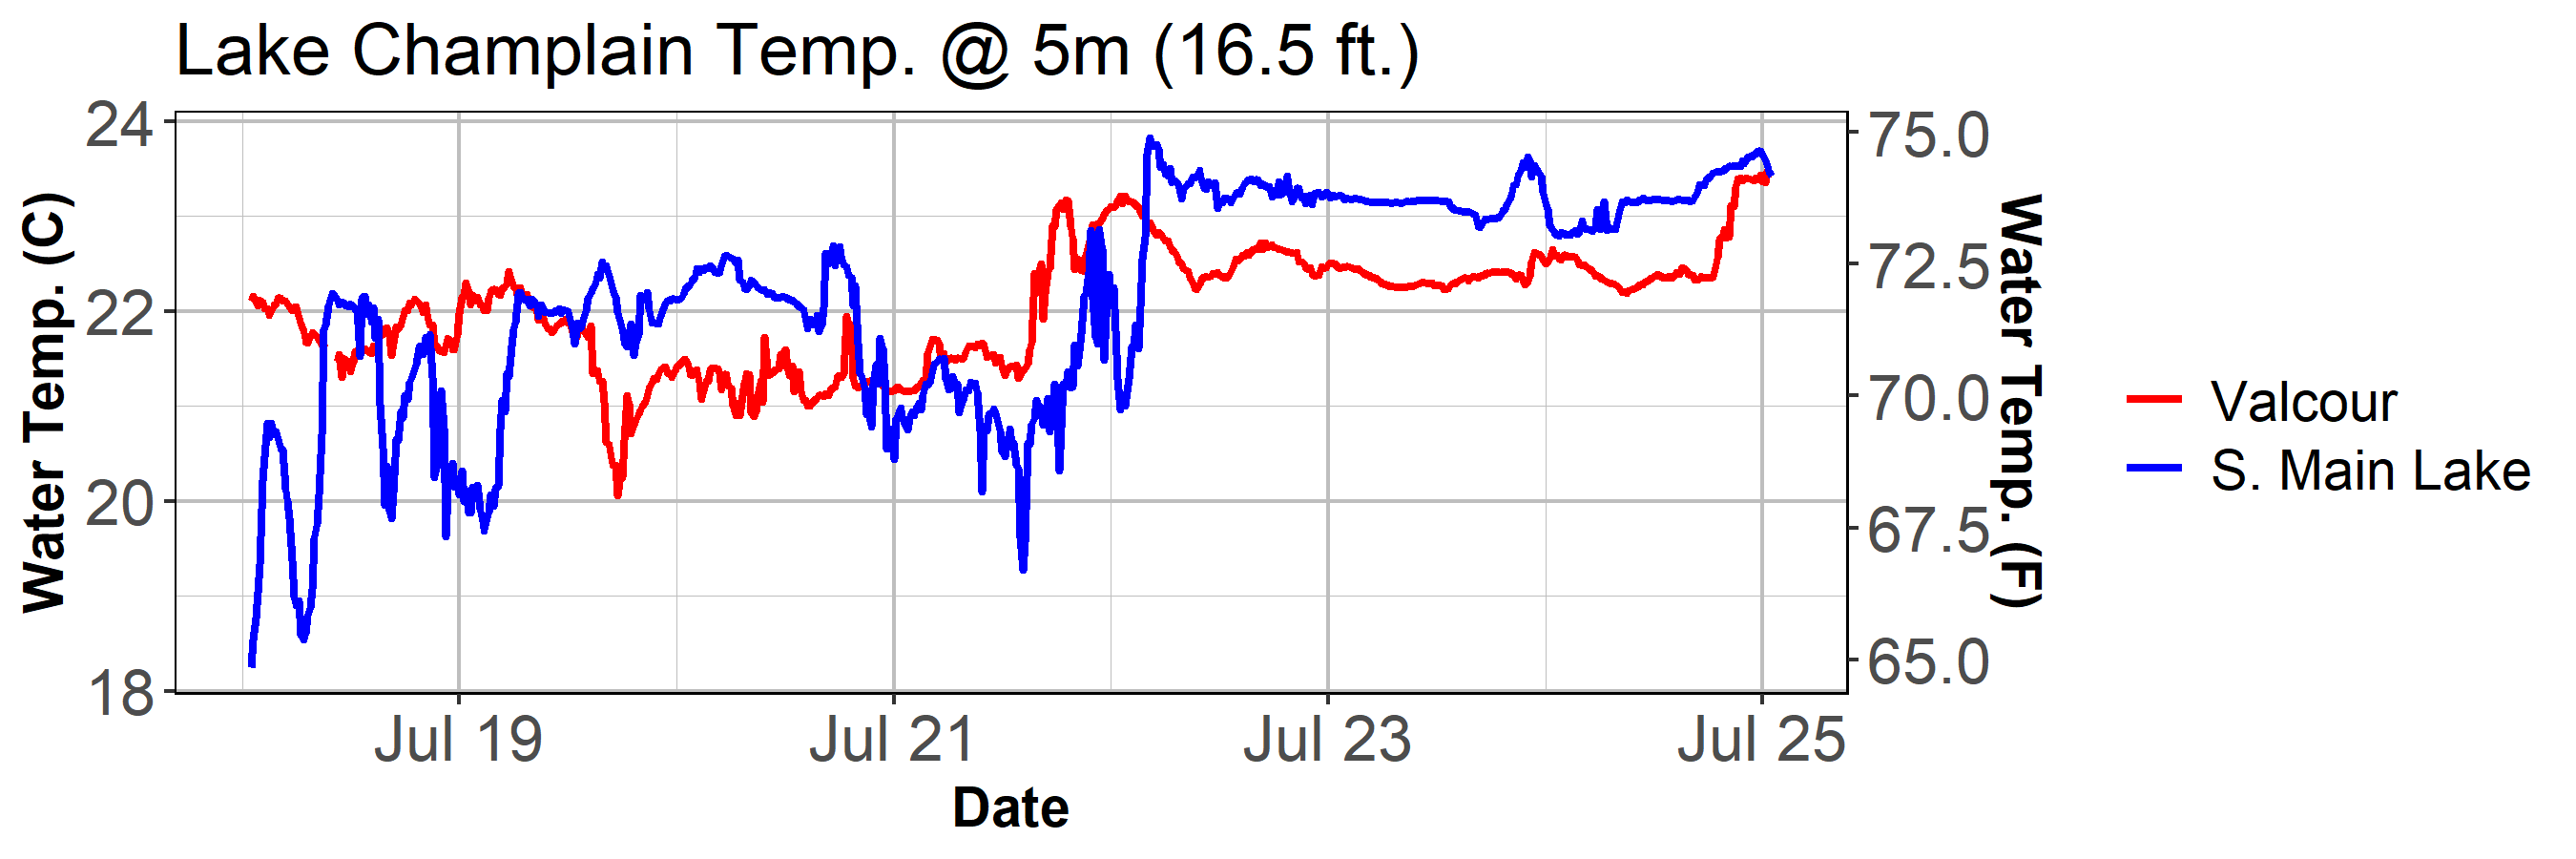 Lake Champlain Temp. @ 5m (16.5 ft.)
24
22
20
18
Water Temp. (C)
75.0
72.5
70.0
67.5
65.0
Water Temp. (F)
Jul 19
Jul 21
Jul 23
Jul 25
Date
Valcour
S. Main Lake